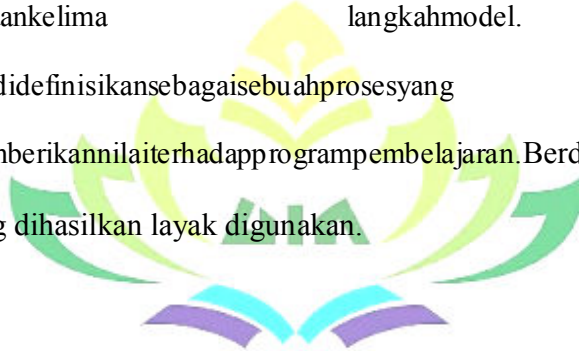 ankelima langkahmodel.
didefinisikansebagaisebuahprosesyang
nberikannilaiterhadapprogrampembelajaran.Berd
g dihasilkan layak digunakan.